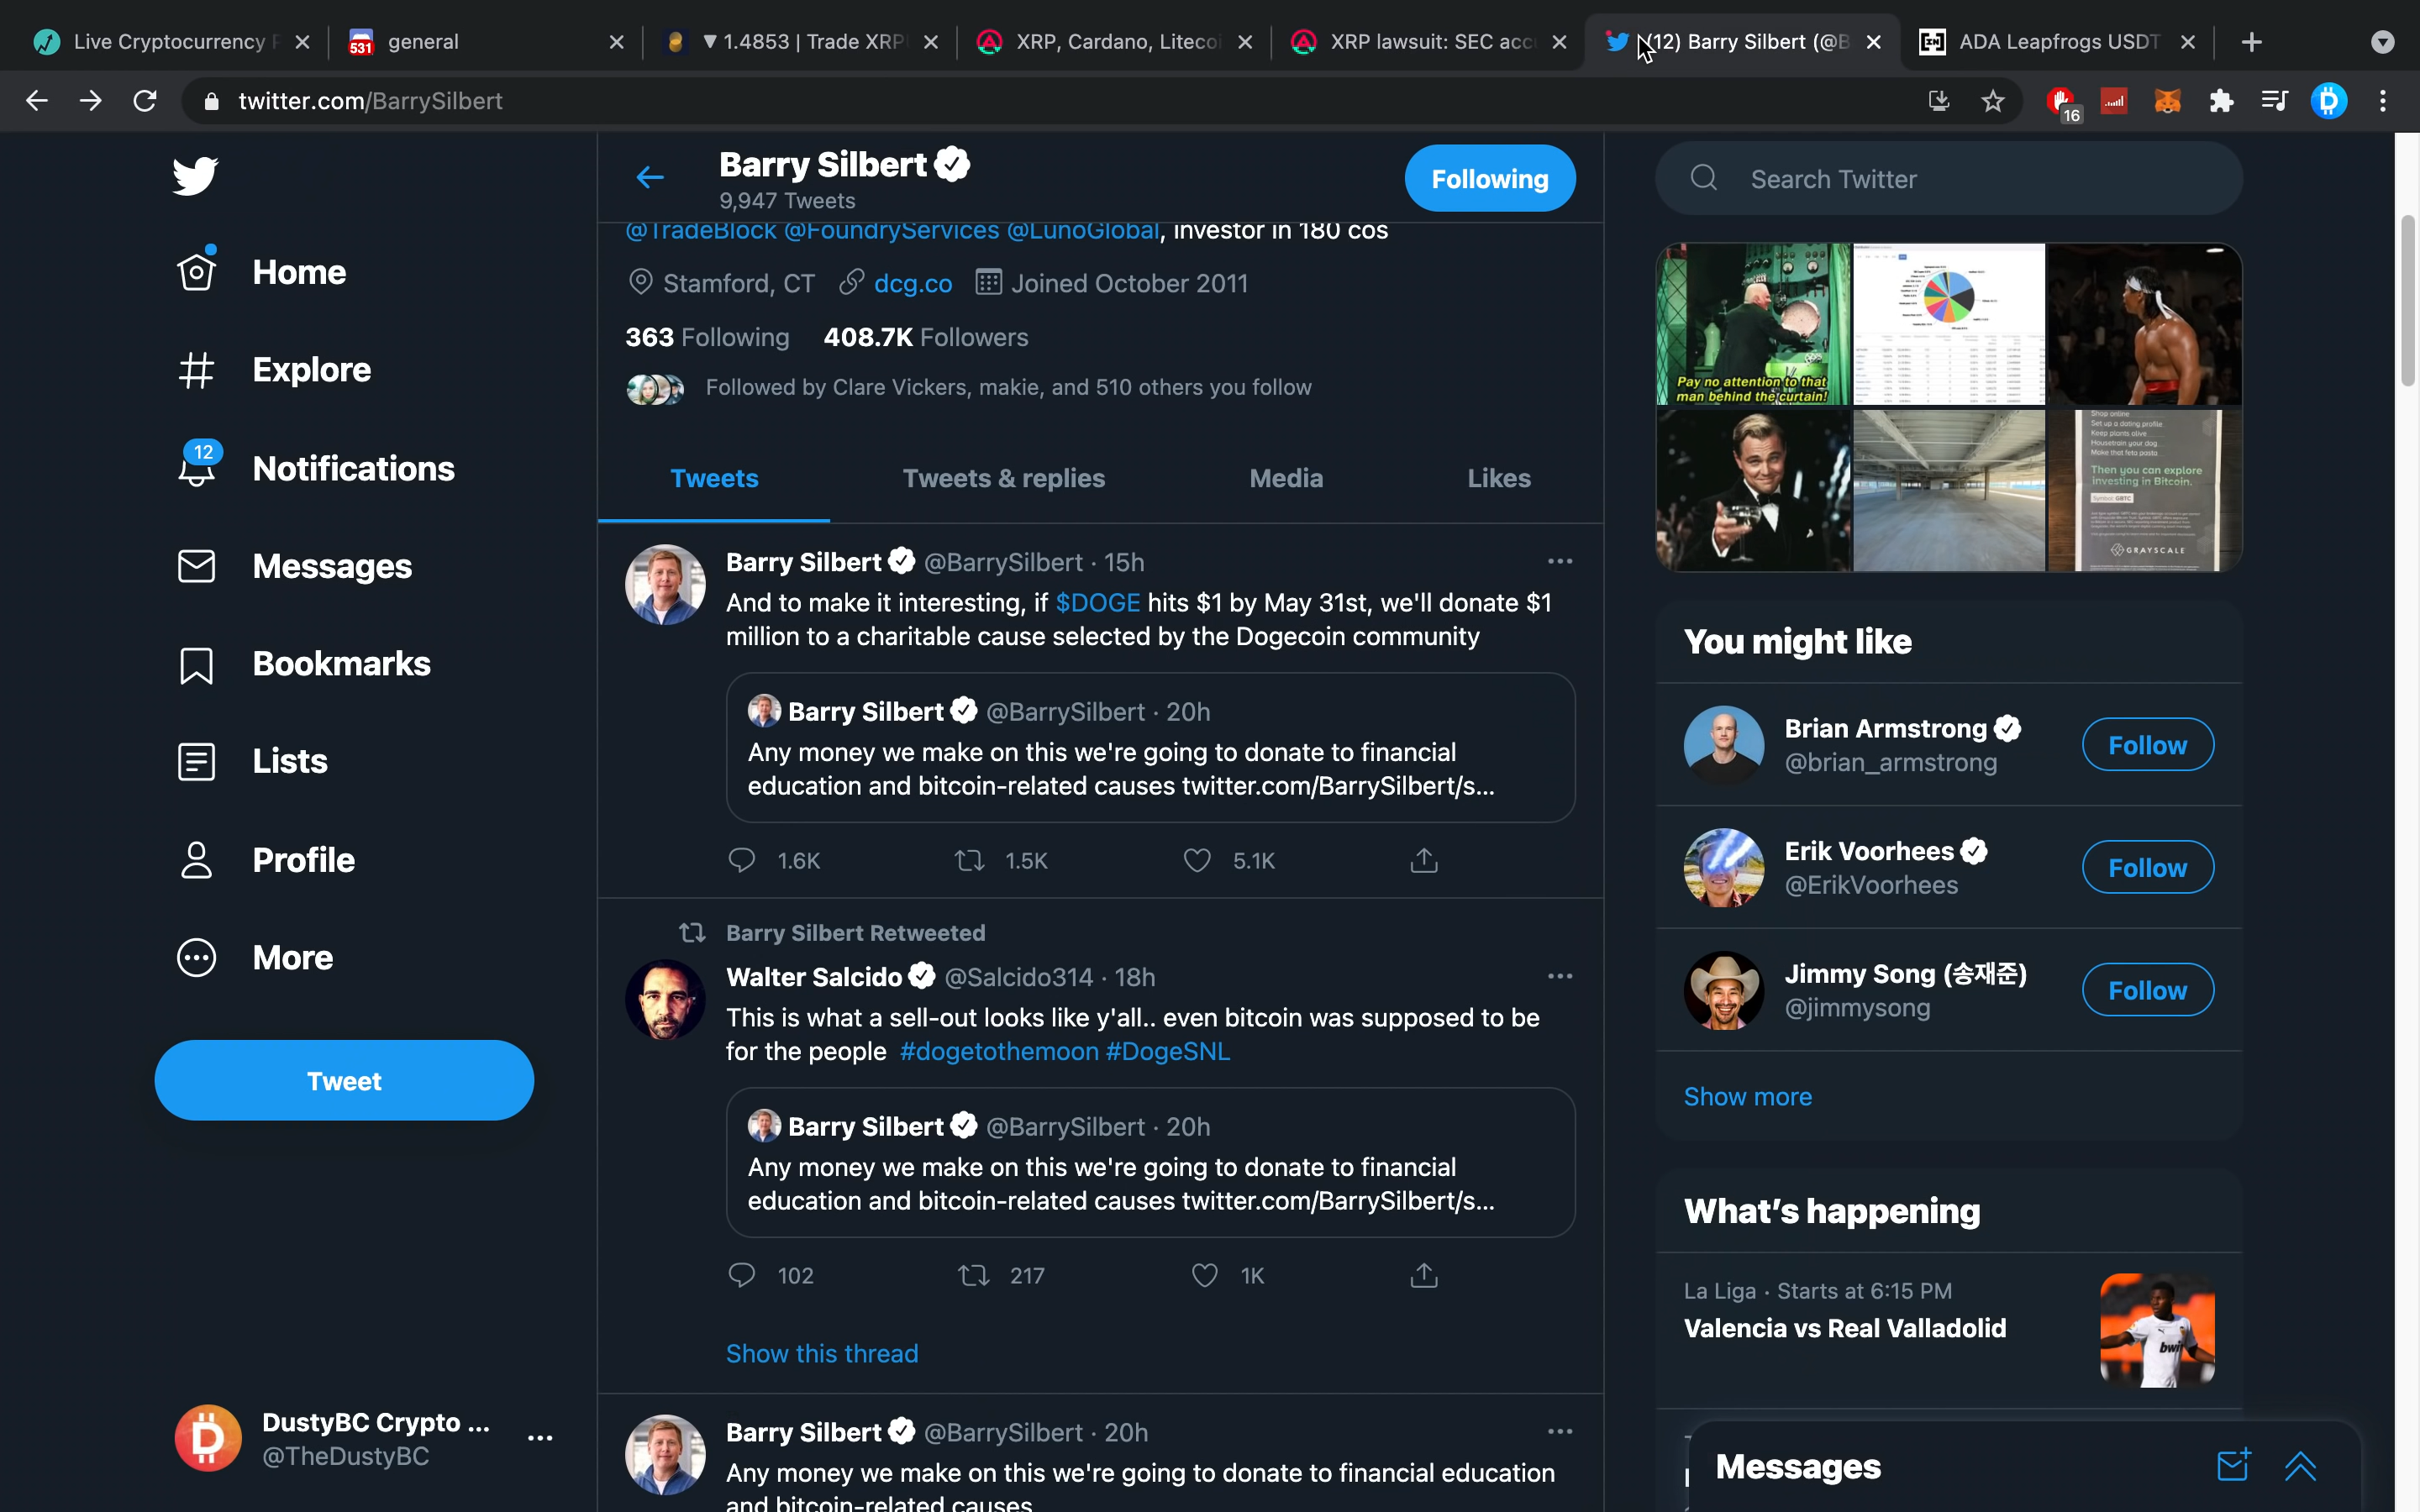 Live Cryptocurrency
531
general
▼ 1.4853 | Trade XRP
XRP, Cardano, Liteco
XRP lawsuit: SEC acc
(12) Barry Silbert (@B
ADA Leapfrogs USDT
twitter.com/BarrySilbert
16
Home
Explore
12
Notifications
Messages
Bookmarks
Lists
Profile
More
Tweet
DustyBC Crypto ...
@TheDustyBC
Barry Silbert
9,947 Tweets
Following
@TradeBlock @FoundryServices @LunoGlobal, investor in 180 cos
Stamford, CT dcg.co Joined October 2011
363 Following 408.7K Followers
Followed by Clare Vickers, makie, and 510 others you follow
Tweets Tweets & replies Media Likes
Barry Silbert @BarrySilbert · 15h
And to make it interesting, if $DOGE hits $1 by May 31st, we'll donate $1
million to a charitable cause selected by the Dogecoin community
Barry Silbert @BarrySilbert · 20h
Any money we make on this we're going to donate to financial
education and bitcoin-related causes twitter.com/BarrySilbert/s...
1.6K 1.5K 5.1K
Barry Silbert Retweeted
Walter Salcido @Salcido314 · 18h
This is what a sell-out looks like y'all.. even bitcoin was supposed to be
for the people #dogetothemoon #DogeSNL
Barry Silbert @BarrySilbert · 20h
Any money we make on this we're going to donate to financial
education and bitcoin-related causes twitter.com/BarrySilbert/s...
102 217 1K
Show this thread
Barry Silbert @BarrySilbert · 20h
Any money we make on this we're going to donate to financial education
and bitcoin-related causes
Search Twitter
Pay no attention to that
man behind the curtain!
Shop online
Set up a dating profile
Keep plants alive
Housetrain your dog
Make that feta pasta
Then you can explore
investing in Bitcoin.
Symbol: GBTC
GRAYSCALE
You might like
Brian Armstrong
@brian_armstrong
Follow
Erik Voorhees
@ErikVoorhees
Follow
Jimmy Song (송재준)
@jimmysong
Follow
Show more
What's happening
La Liga · Starts at 6:15 PM
Valencia vs Real Valladolid
bwi
Messages